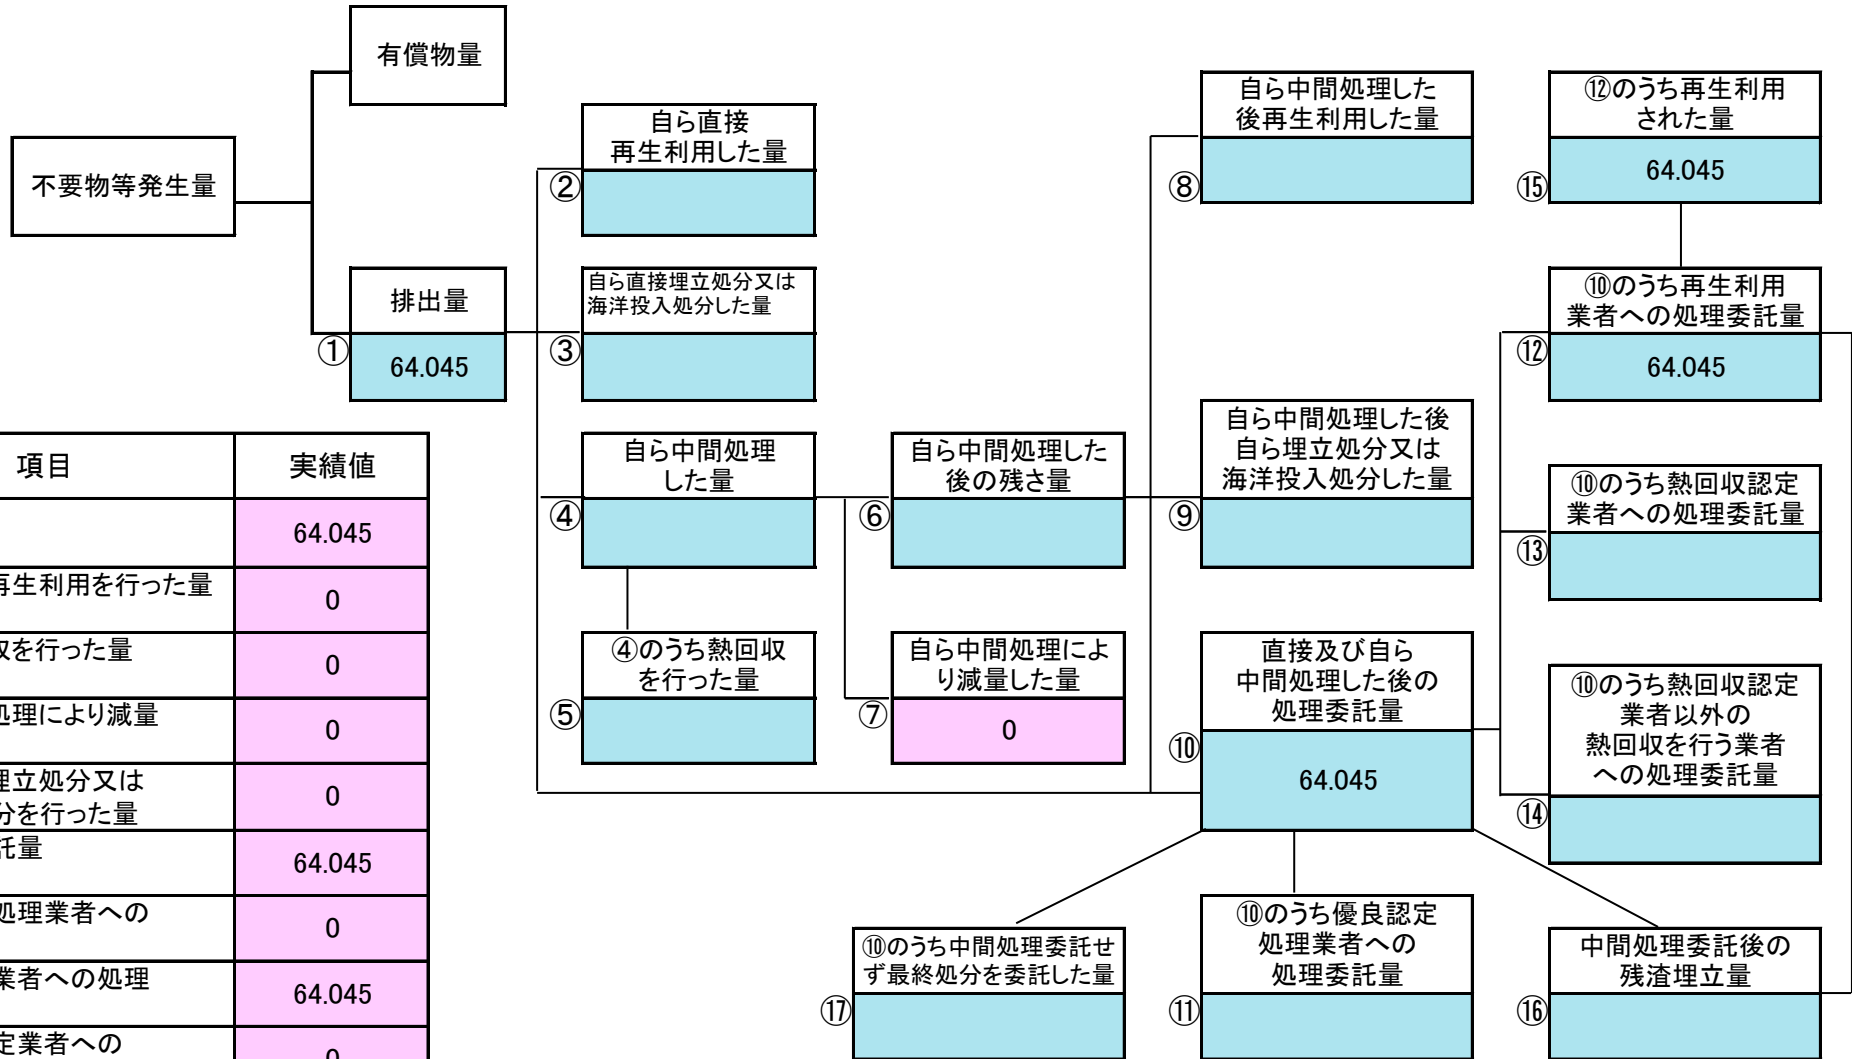 有償物量
不要物等発生量
排出量
①
64.045
自ら直接
再生利用した量
②
自ら直接埋立処分又は
海洋投入処分した量
③
自ら中間処理
した量
④
④のうち熱回収
を行った量
⑤
自ら中間処理した
後の残さ量
⑥
自ら中間処理によ
り減量した量
⑦
0
自ら中間処理した
後再生利用した量
⑧
自ら中間処理した後
自ら埋立処分又は
海洋投入処分した量
⑨
直接及び自ら
中間処理した後の
処理委託量
⑩
64.045
⑩のうち優良認定
処理業者への
処理委託量
⑪
⑫のうち再生利用
された量
⑮
64.045
⑩のうち再生利用
業者への処理委託量
⑫
64.045
⑩のうち熱回収認定
業者への処理委託量
⑬
⑩のうち熱回収認定
業者以外の
熱回収を行う業者
への処理委託量
⑭
中間処理委託後の
残渣埋立量
⑯
⑩のうち中間処理委託せ
ず最終処分を委託した量
⑰
項目 実績値
64.045
再生利用を行った量
0
を行った量
0
処理により減量
0
埋立処分又は
分を行った量
0
託量
64.045
処理業者への
0
業者への処理
64.045
定業者への
0